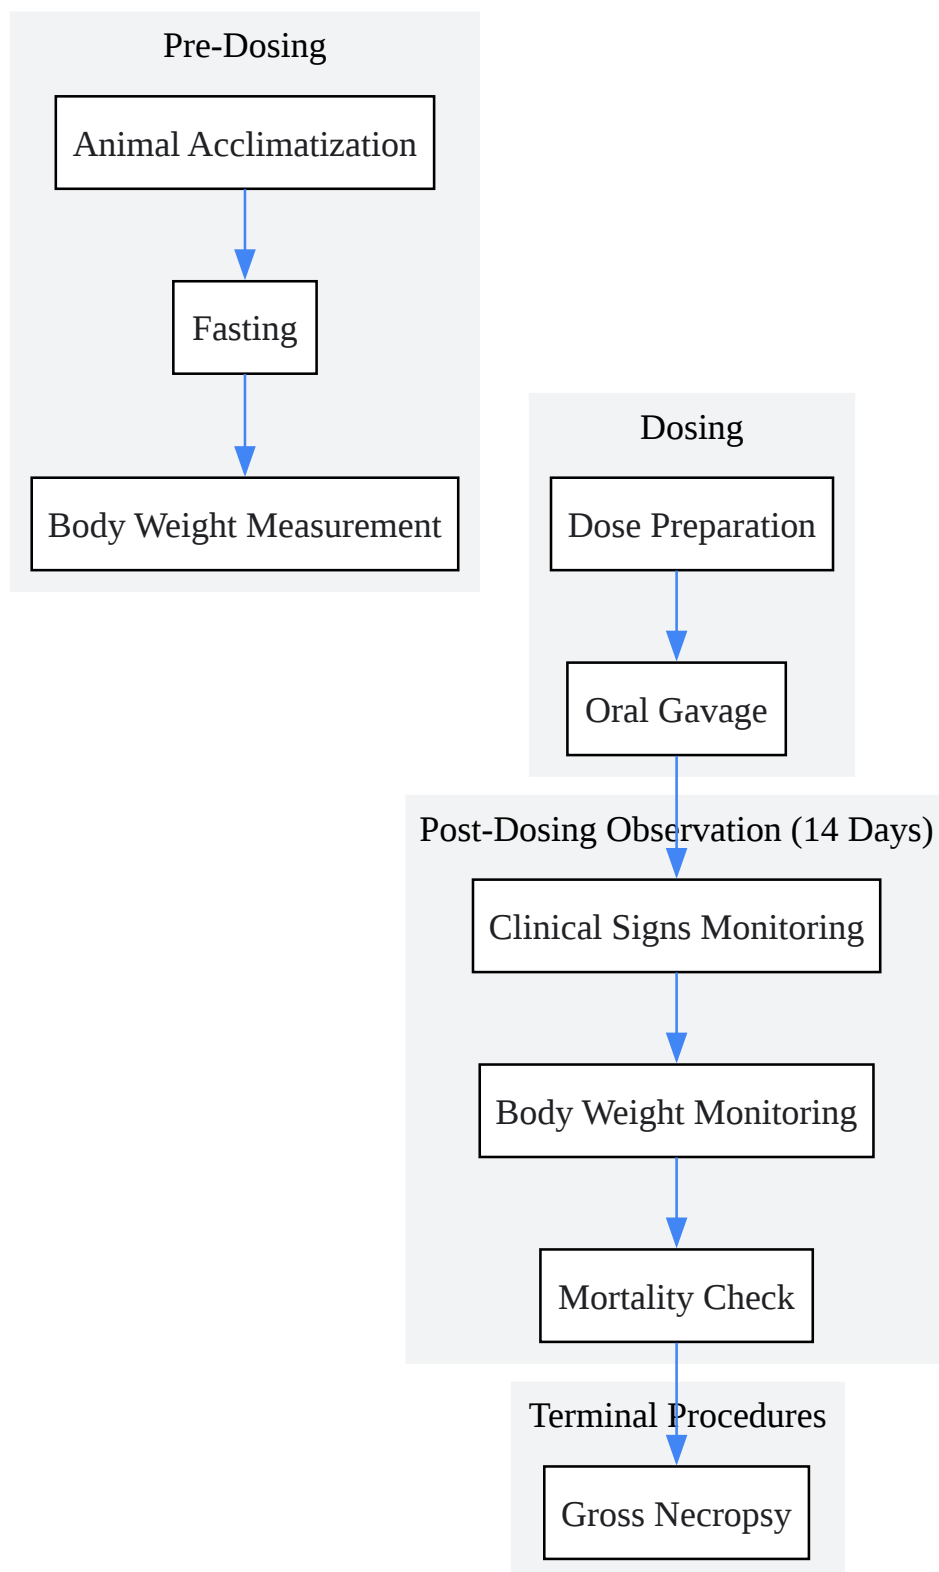 Pre-Dosing
Animal Acclimatization
Fasting
Body Weight Measurement
Dosing
Dose Preparation
Oral Gavage
Post-Dosing Observation (14 Days)
Clinical Signs Monitoring
Body Weight Monitoring
Mortality Check
Terminal Procedures
Gross Necropsy